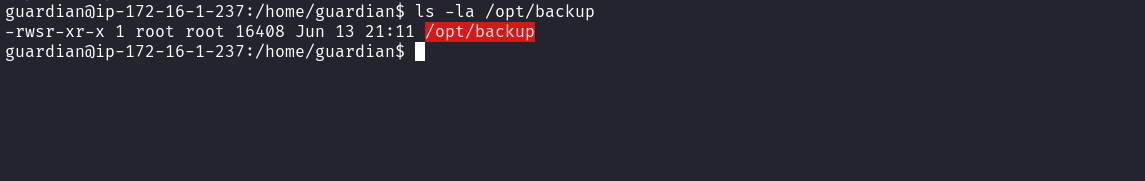 guardian@ip-172-16-1-237:/home/guardian$ ls -la /opt/backup
-rwsr-xr-x 1 root root 16408 Jun 13 21:11 /opt/backup
guardian@ip-172-16-1-237:/home/guardian$